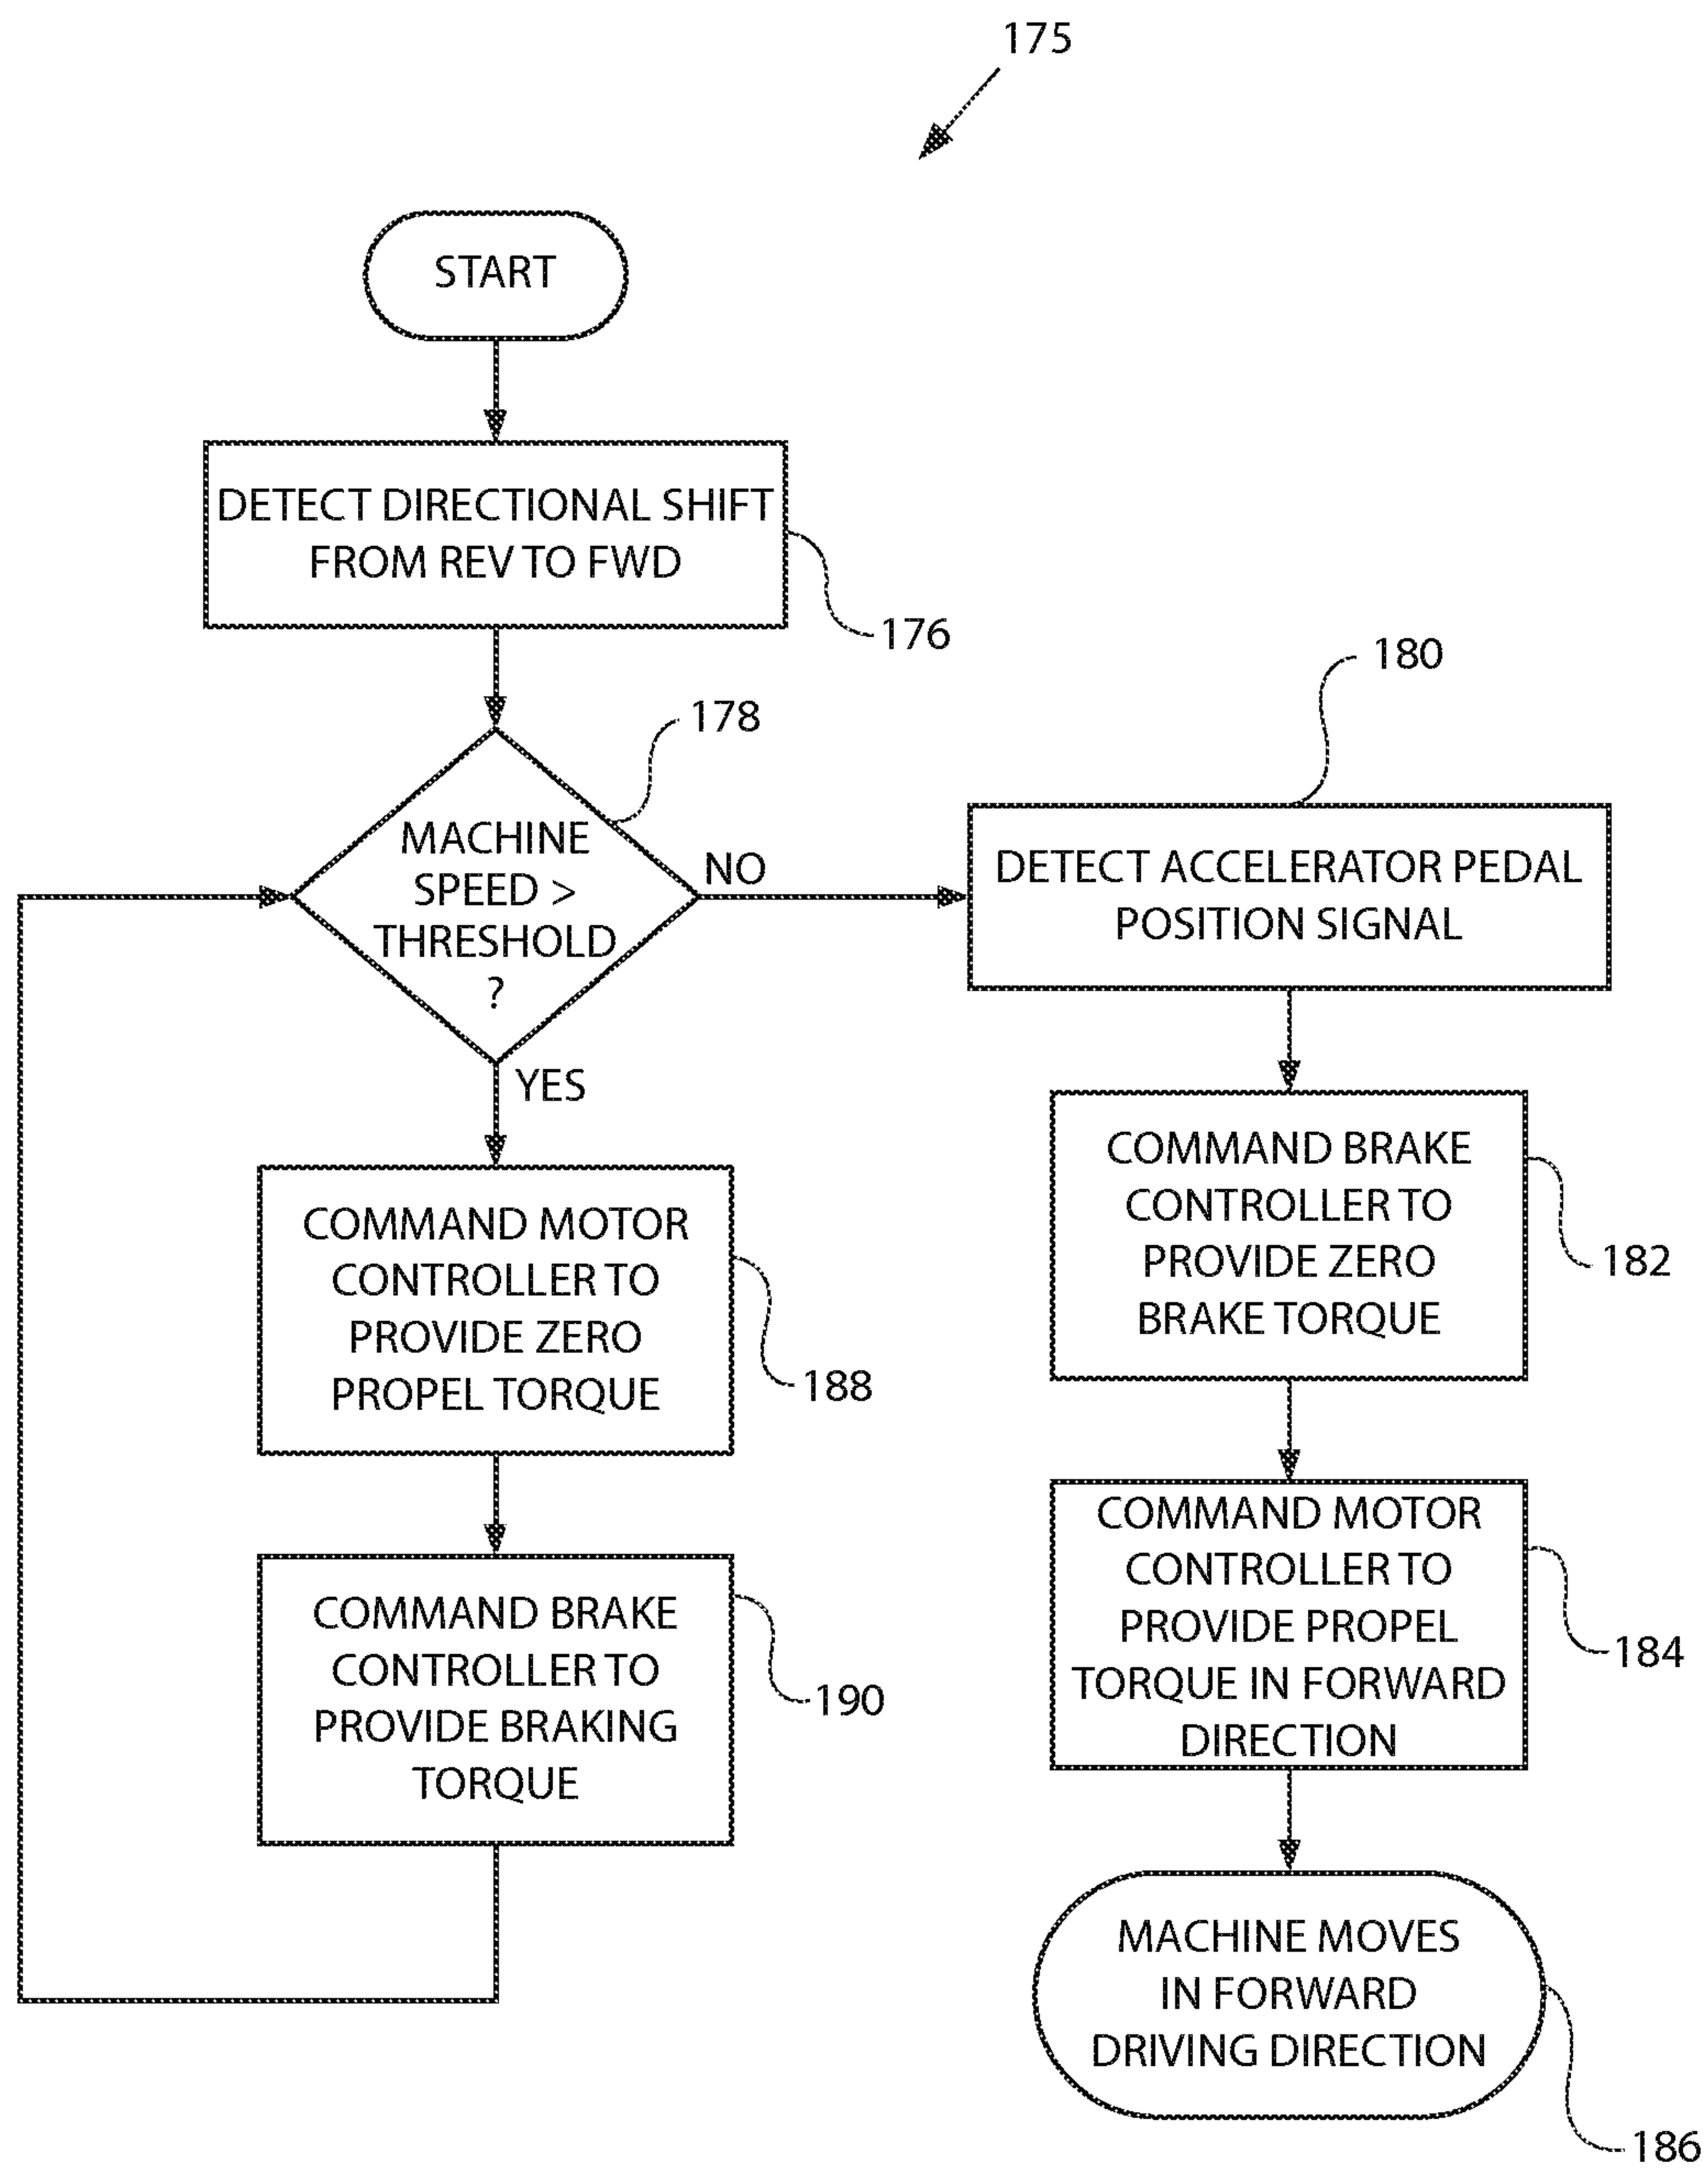 175
START
DETECT DIRECTIONAL SHIFT
FROM REV TO FWD
176
178
MACHINE
SPEED >
THRESHOLD
?
NO
YES
180
DETECT ACCELERATOR PEDAL
POSITION SIGNAL
COMMAND BRAKE
CONTROLLER TO
PROVIDE ZERO
BRAKE TORQUE
182
COMMAND MOTOR
CONTROLLER TO
PROVIDE ZERO
PROPEL TORQUE
188
COMMAND MOTOR
CONTROLLER TO
PROVIDE PROPEL
TORQUE IN FORWARD
DIRECTION
184
COMMAND BRAKE
CONTROLLER TO
PROVIDE BRAKING
TORQUE
190
MACHINE MOVES
IN FORWARD
DRIVING DIRECTION
186